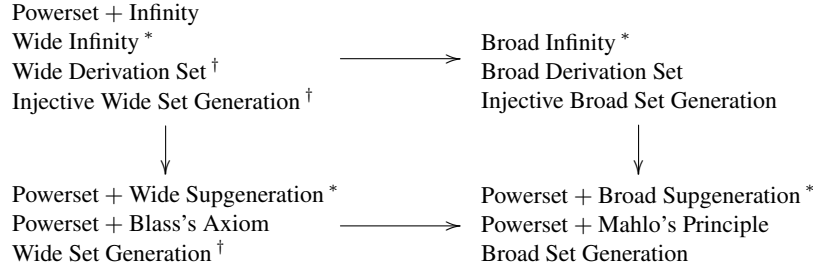 Powerset + Infinity
Wide Infinity *
Wide Derivation Set †
Injective Wide Set Generation †
Broad Infinity *
Broad Derivation Set
Injective Broad Set Generation
Powerset + Wide Supgeneration *
Powerset + Blass's Axiom
Wide Set Generation †
Powerset + Broad Supgeneration *
Powerset + Mahlo's Principle
Broad Set Generation